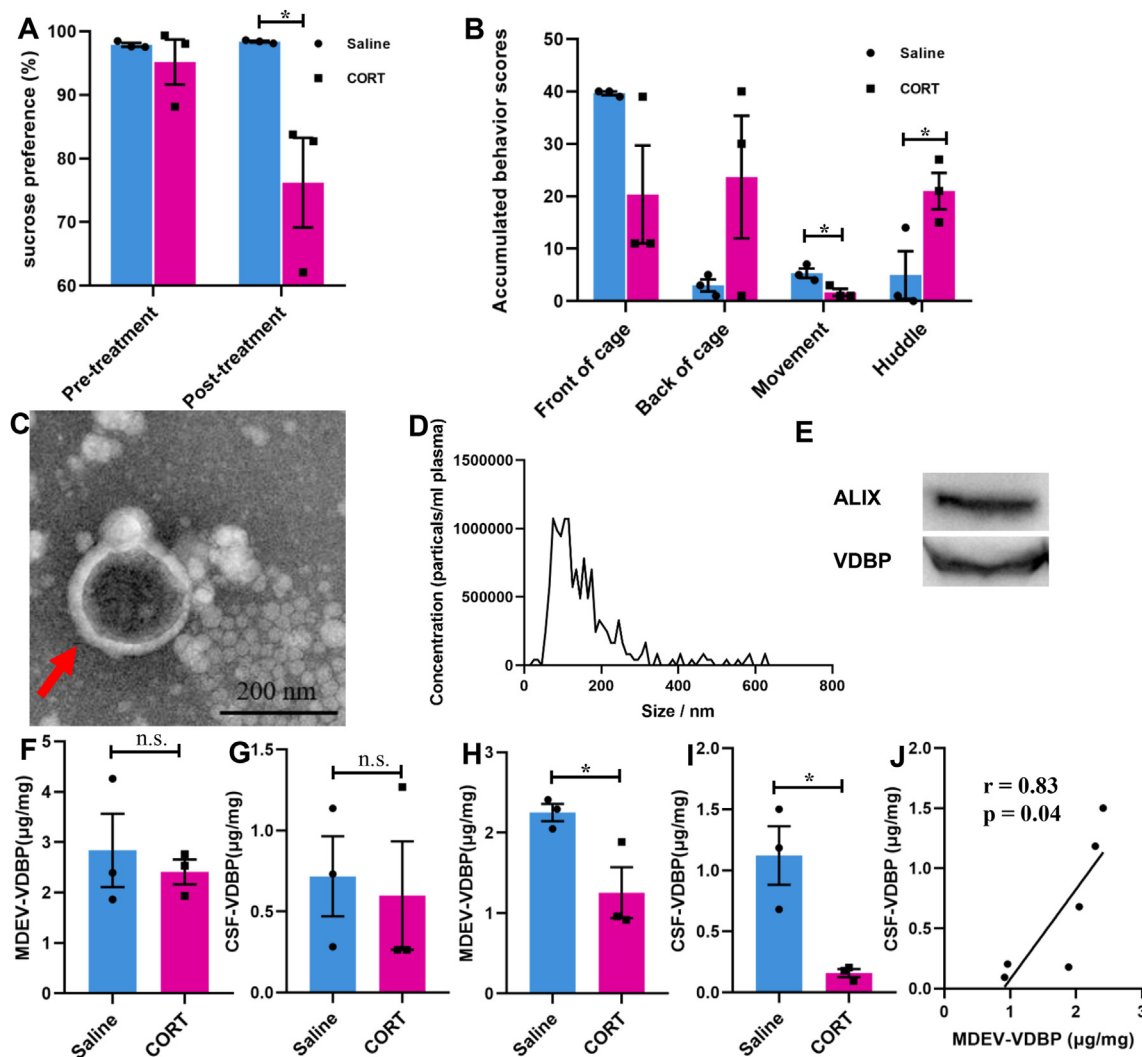 A
sucrose preference (%)
100
90
80
70
60
*
Saline
CORT
Pre-treatment
Post-treatment
B
Accumulated behavior scores
50
40
30
20
10
0
Saline
CORT
*
*
Front of cage
Back of cage
Movement
Huddle
C
200 nm
D
Concentration (particals/ml plasma)
1500000
1000000
500000
0
0 200 400 600 800
Size / nm
E
ALIX
VDBP
F
MDEV-VDBP(μg/mg)
5
4
3
2
1
0
n.s.
Saline
CORT
G
CSF-VDBP(μg/mg)
1.5
1.0
0.5
0.0
n.s.
Saline
CORT
H
MDEV-VDBP(μg/mg)
3
2
1
0
*
Saline
CORT
I
CSF-VDBP(μg/mg)
2.0
1.5
1.0
0.5
0.0
*
Saline
CORT
J
CSF-VDBP (μg/mg)
2.0
1.5
1.0
0.5
0.0
r = 0.83
p = 0.04
0 1 2 3
MDEV-VDBP (μg/mg)